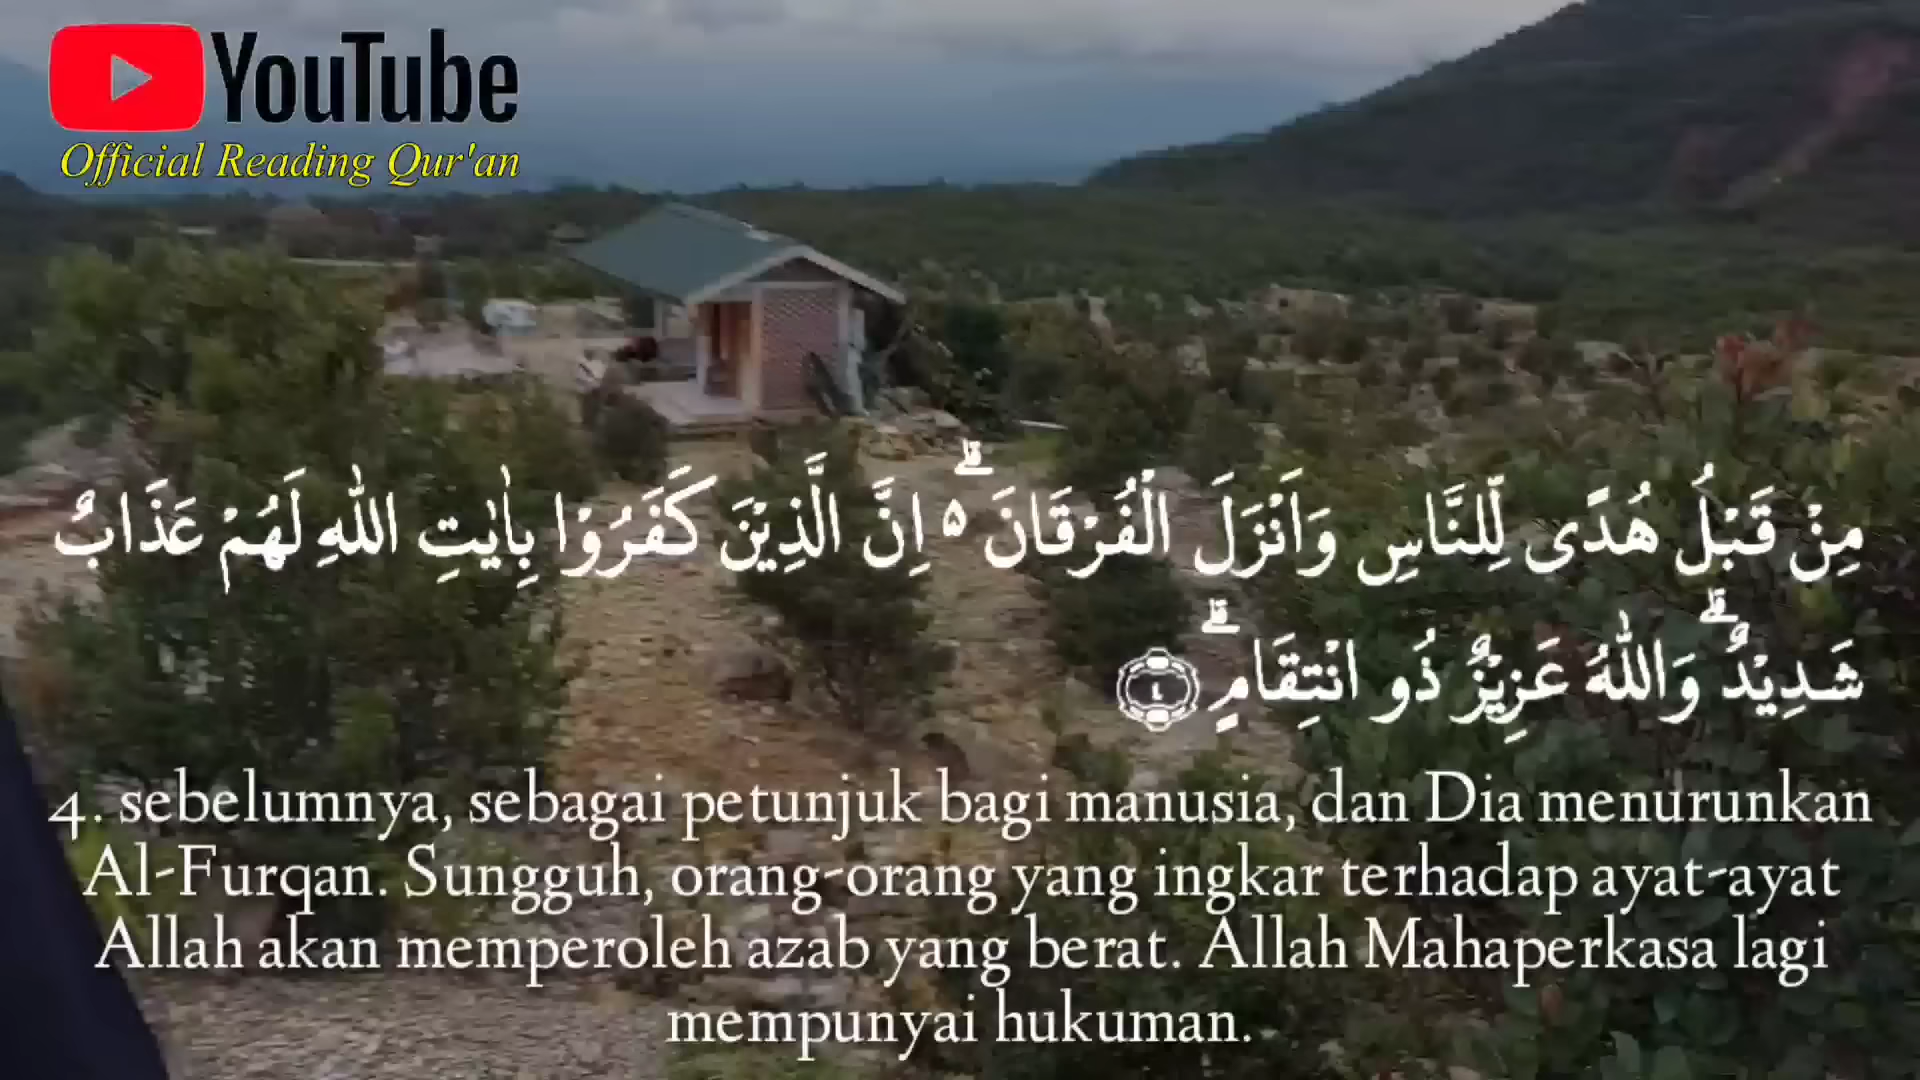 YouTube
Official Reading Qur'an
مِنْ قَبْلُ هُدًى لِّلنَّاسِ وَاَنْزَلَ الْفُرْقَانَ ەۗ اِنَّ الَّذِيْنَ كَفَرُوْا بِاٰيٰتِ اللّٰهِ لَهُمْ عَذَابٌ
شَدِيْدٌۗ وَاللّٰهُ عَزِيْزٌ ذُو انْتِقَامٍۗ ٤
4. sebelumnya, sebagai petunjuk bagi manusia, dan Dia menurunkan
Al-Furqan. Sungguh, orang-orang yang ingkar terhadap ayat-ayat
Allah akan memperoleh azab yang berat. Allah Mahaperkasa lagi
mempunyai hukuman.